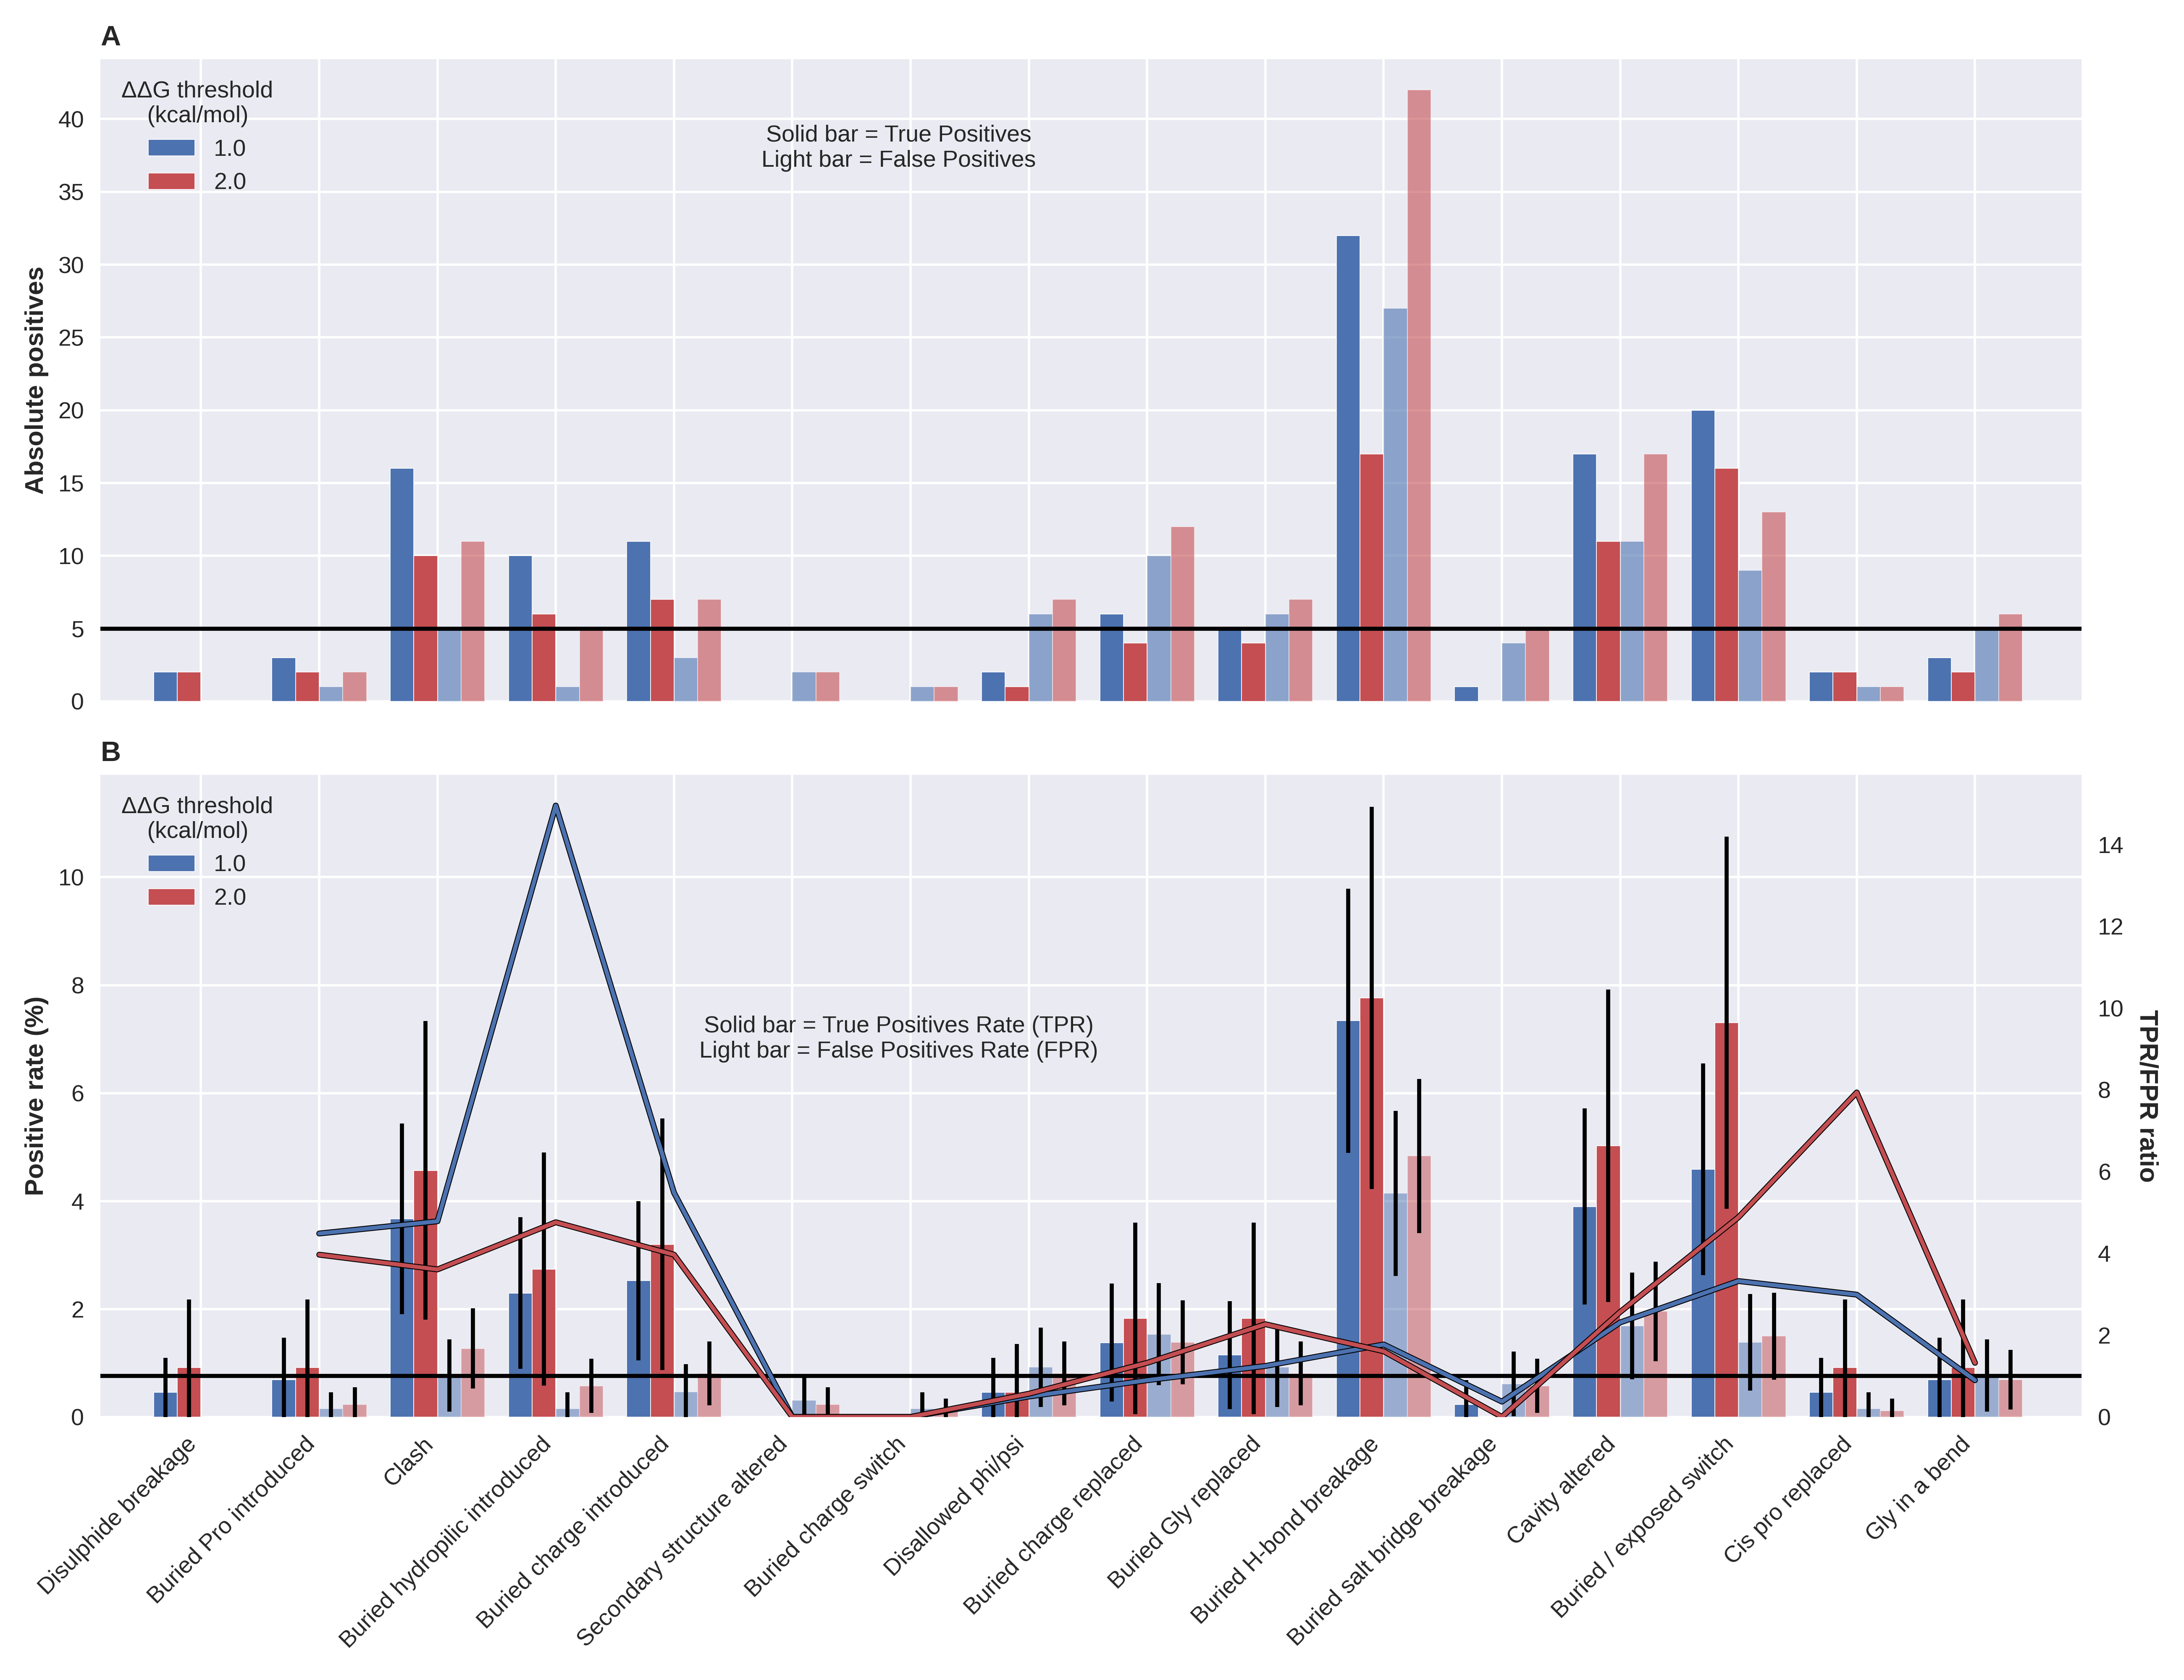 A
ΔΔG threshold
(kcal/mol)
1.0
2.0
Solid bar = True Positives
Light bar = False Positives
Absolute positives
40
35
30
25
20
15
10
5
0
B
ΔΔG threshold
(kcal/mol)
1.0
2.0
Solid bar = True Positives Rate (TPR)
Light bar = False Positives Rate (FPR)
Positive rate (%)
10
8
6
4
2
0
TPR/FPR ratio
14
12
10
8
6
4
2
0
Disulphide breakage
Buried Pro introduced
Clash
Buried hydropilic introduced
Buried charge introduced
Secondary structure altered
Buried charge switch
Disallowed phi/psi
Buried charge replaced
Buried Gly replaced
Buried H-bond breakage
Buried salt bridge breakage
Cavity altered
Buried / exposed switch
Cis pro replaced
Gly in a bend